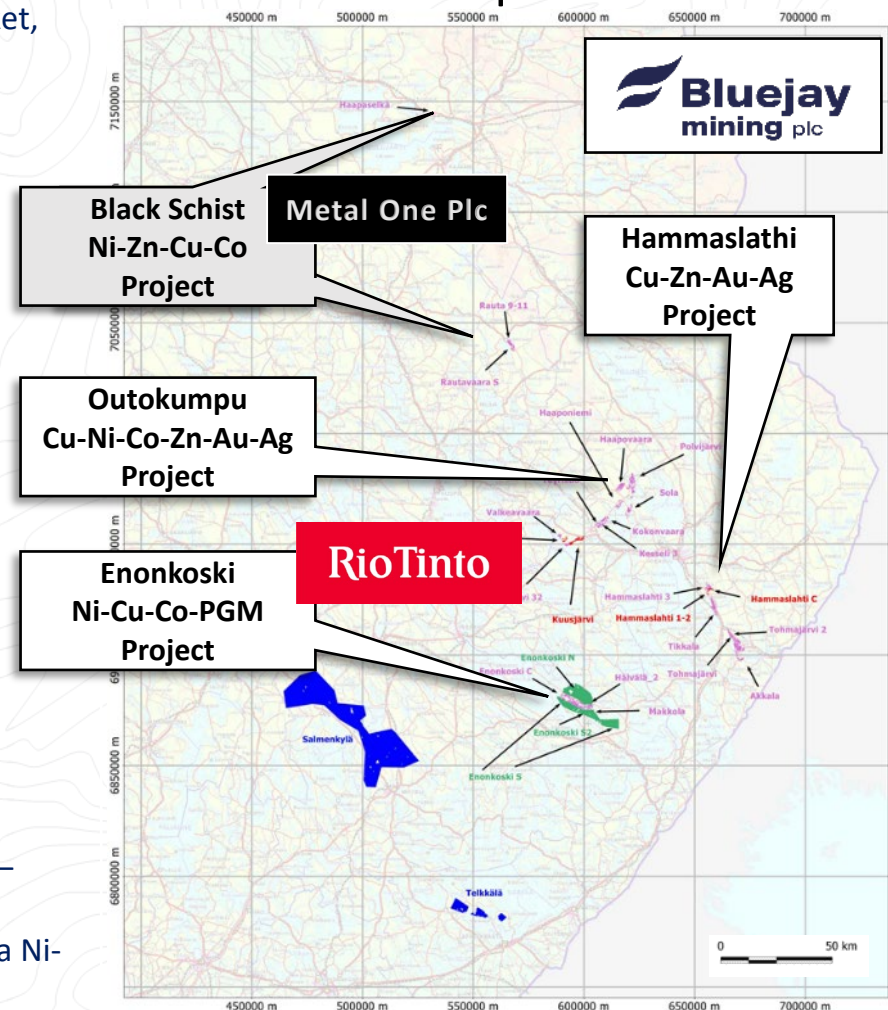 ket,
450000 m
500000 m
550000 m
600000 m
650000 m
700000 m
7150000 m
Haapaselkä
Bluejay
mining plc
Black Schist
Ni-Zn-Cu-Co
Project
Metal One Plc
Hammaslathi
Cu-Zn-Au-Ag
Project
7050000 m
Rauta 9-11
Rautavaara S
Outokumpu
Cu-Ni-Co-Zn-Au-Ag
Project
Haaponiemi
Haapovaara
Polvijärvi
Sola
Valkeavaara
Kokonvaara
Kesseli 3
RioTinto
32
Kuusjärvi
Enonkoski
Ni-Cu-Co-PGM
Project
Hammaslahti 3
Hammaslahti C
Hammaslahti 1-2
Tohmajärvi 2
Tikkala
Tohmajärvi
Akkala
Enonkoski N
Enonkoski C
Hälvälä_2
Makkola
Enonkoski S2
Enonkoski S
Salmenkylä
6850000 m
6800000 m
Telkkälä
–
a Ni-
0 50 km
450000 m
500000 m
550000 m
600000 m
650000 m
700000 m